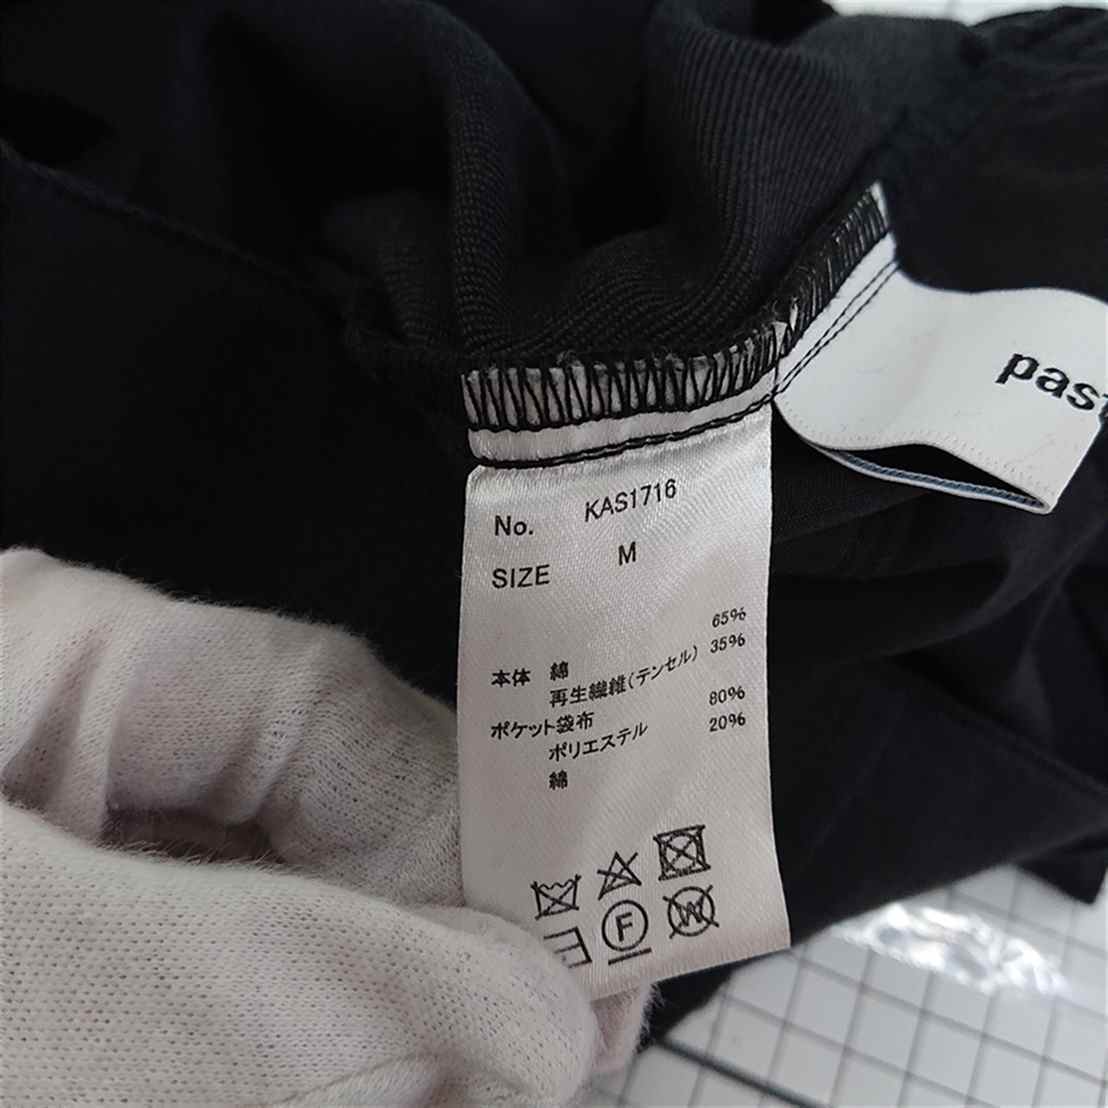 No. KAS1716
SIZE M
65%
本体 綿 35%
再生繊維(テンセル)
ポケット袋布 80%
ポリエステル 20%
綿
F
W
past